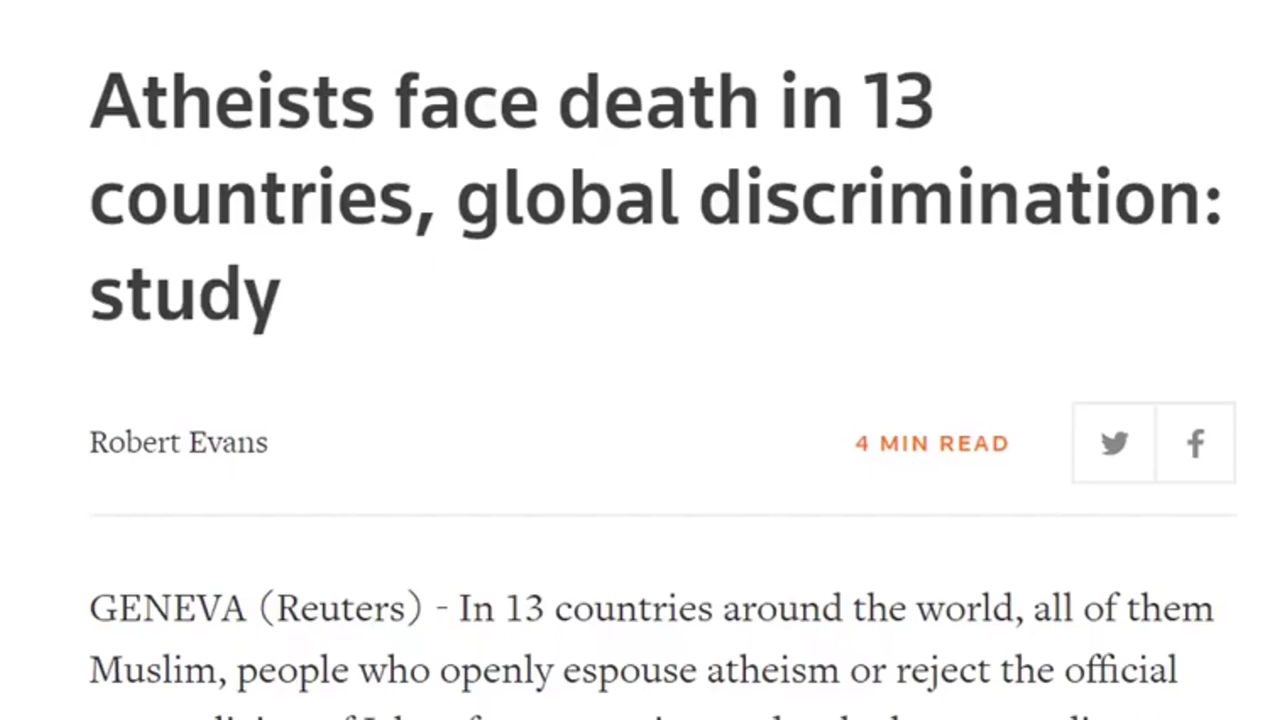 Atheists face death in 13
countries, global discrimination:
study
Robert Evans
4 MIN READ
GENEVA (Reuters) - In 13 countries around the world, all of them
Muslim, people who openly espouse atheism or reject the official